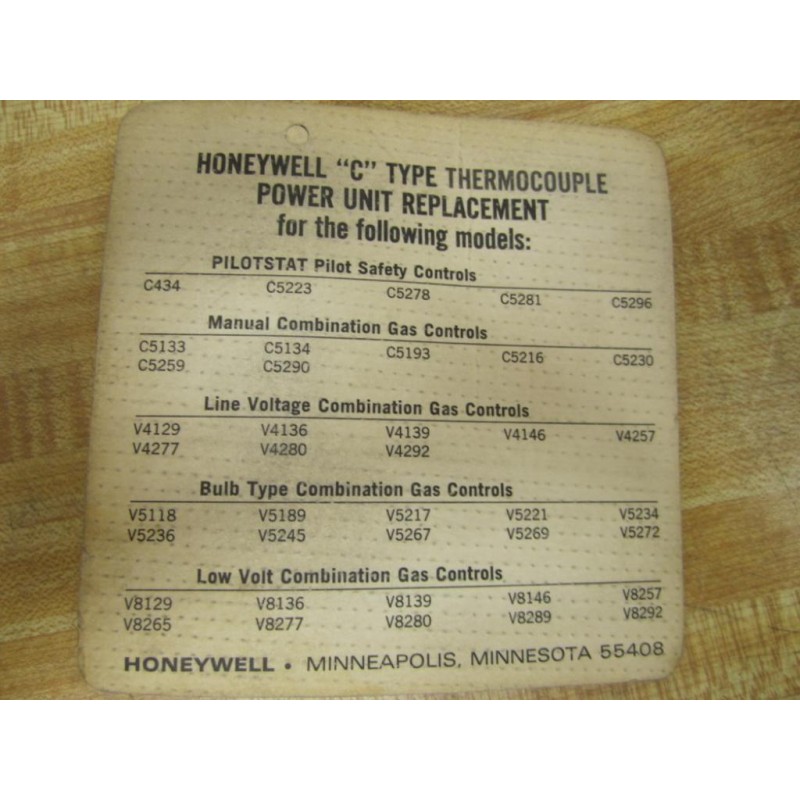 HONEYWELL "C" TYPE THERMOCOUPLE
POWER UNIT REPLACEMENT
for the following models:
PILOTSTAT Pilot Safety Controls
C434 C5223 C5278 C5281 C5296
Manual Combination Gas Controls
C5133 C5134 C5193 C5216 C5230
C5259 C5290
Line Voltage Combination Gas Controls
V4129 V4136 V4139 V4146 V4257
V4277 V4280 V4292
Bulb Type Combination Gas Controls
V5118 V5189 V5217 V5221 V5234
V5236 V5245 V5267 V5269 V5272
Low Volt Combination Gas Controls
V8129 V8136 V8139 V8146 V8257
V8265 V8277 V8280 V8289 V8292
HONEYWELL • MINNEAPOLIS, MINNESOTA 55408